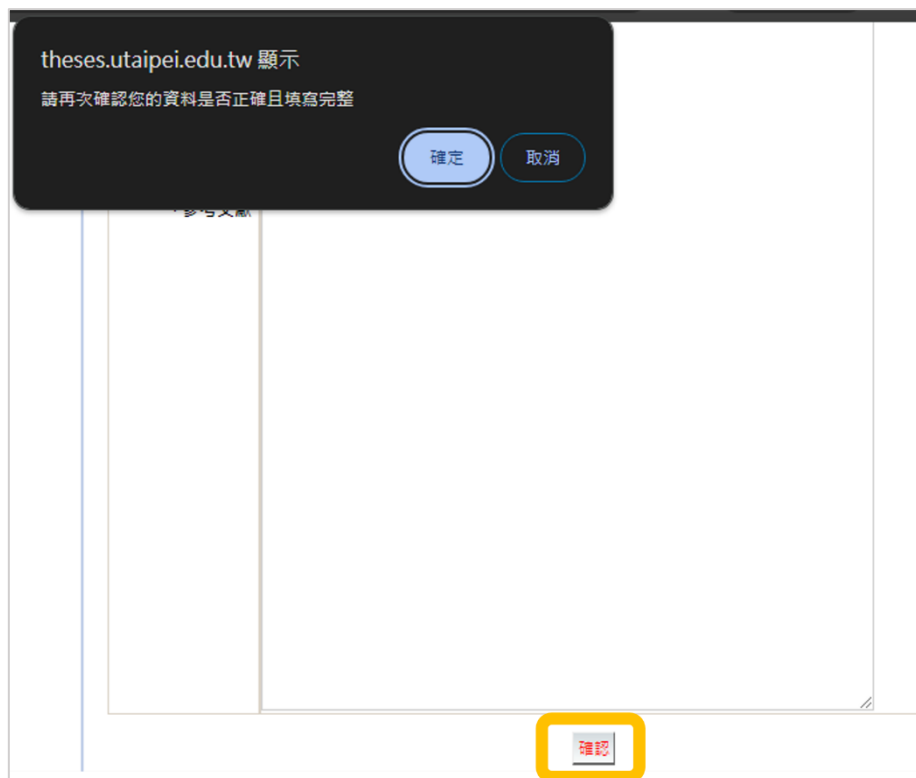 theses.utaipei.edu.tw 顯示
請再次確認您的資料是否正確且填寫完整
確定
取消
參考文獻
確認